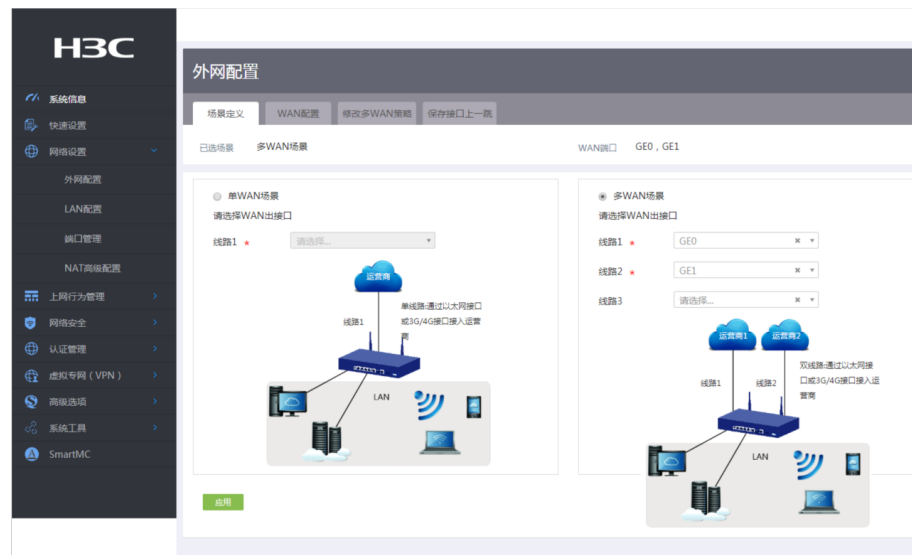 H3C
系统信息
快速设置
网络设置
外网配置
LAN配置
端口管理
NAT高级配置
上网行为管理
网络安全
认证管理
虚拟专网（VPN）
高级选项
系统工具
SmartMC
外网配置
场景定义
WAN配置
修改多WAN策略
保存接口上一跳
已选场景 多WAN场景
WAN端口 GE0，GE1
单WAN场景
请选择WAN出接口
线路1 * 请选择...
运营商
单线路:通过以太网接口
或3G/4G接口接入运营
商
线路1
LAN
多WAN场景
请选择WAN出接口
线路1 * GE0
线路2 * GE1
线路3 请选择...
运营商1
运营商2
双线路:通过以太网接
口或3G/4G接口接入运
营商
线路1
线路2
LAN
应用